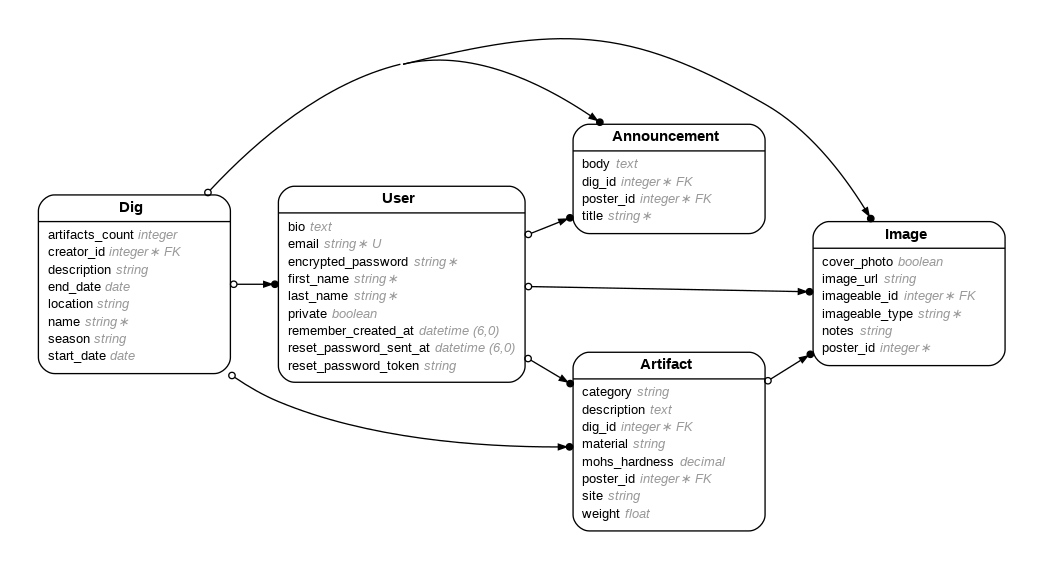 Dig
artifacts_count integer
creator_id integer∗ FK
description string
end_date date
location string
name string∗
season string
start_date date
User
bio text
email string∗ U
encrypted_password string∗
first_name string∗
last_name string∗
private boolean
remember_created_at datetime (6,0)
reset_password_sent_at datetime (6,0)
reset_password_token string
Announcement
body text
dig_id integer∗ FK
poster_id integer∗ FK
title string∗
Artifact
category string
description text
dig_id integer∗ FK
material string
mohs_hardness decimal
poster_id integer∗ FK
site string
weight float
Image
cover_photo boolean
image_url string
imageable_id integer∗ FK
imageable_type string∗
notes string
poster_id integer∗